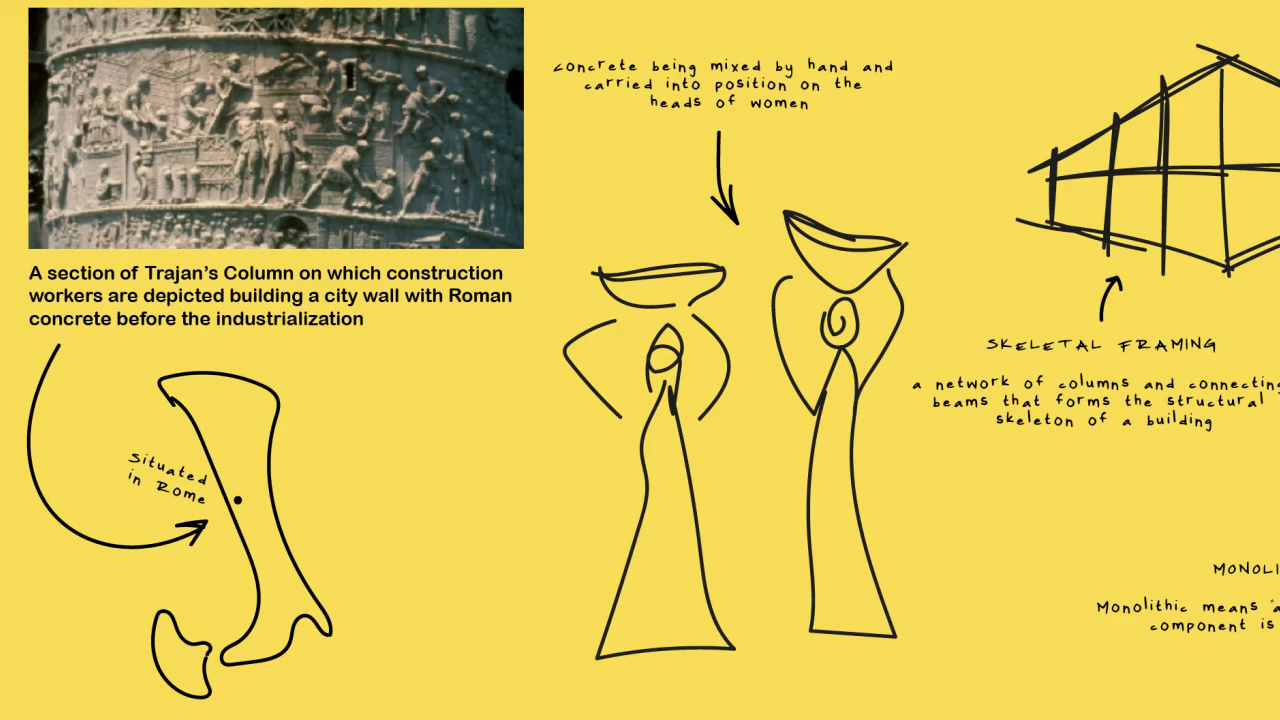 A section of Trajan's Column on which construction
workers are depicted building a city wall with Roman
concrete before the industrialization
Situated
in Rome
concrete being mixed by hand and
carried into position on the
heads of women
SKELETAL FRAMING
a network of columns and connecting
beams that forms the structural
skeleton of a building
MONOLI
Monolithic means
component is